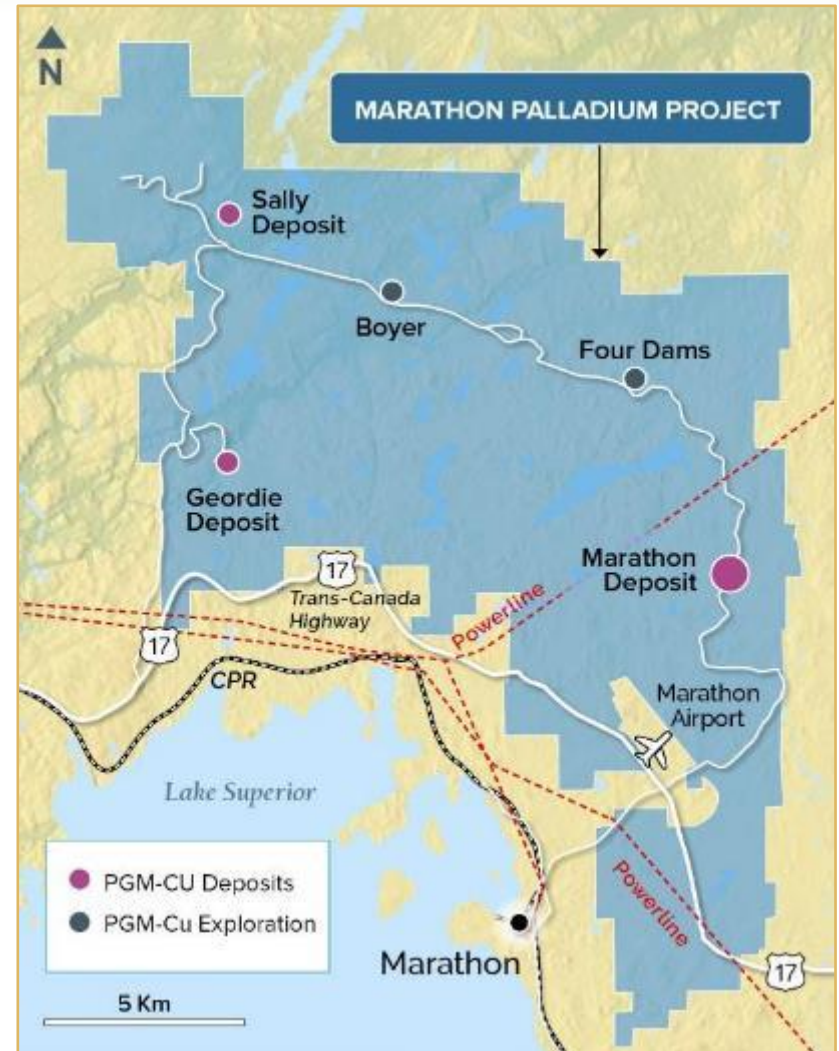 N
MARATHON PALLADIUM PROJECT
Sally
Deposit
Boyer
Four Dams
Geordie
Deposit
Marathon
Deposit
17
Trans-Canada
Highway
Powerline
17
CPR
Marathon
Airport
Lake Superior
PGM-CU Deposits
PGM-Cu Exploration
Powerline
Marathon
17
5 Km